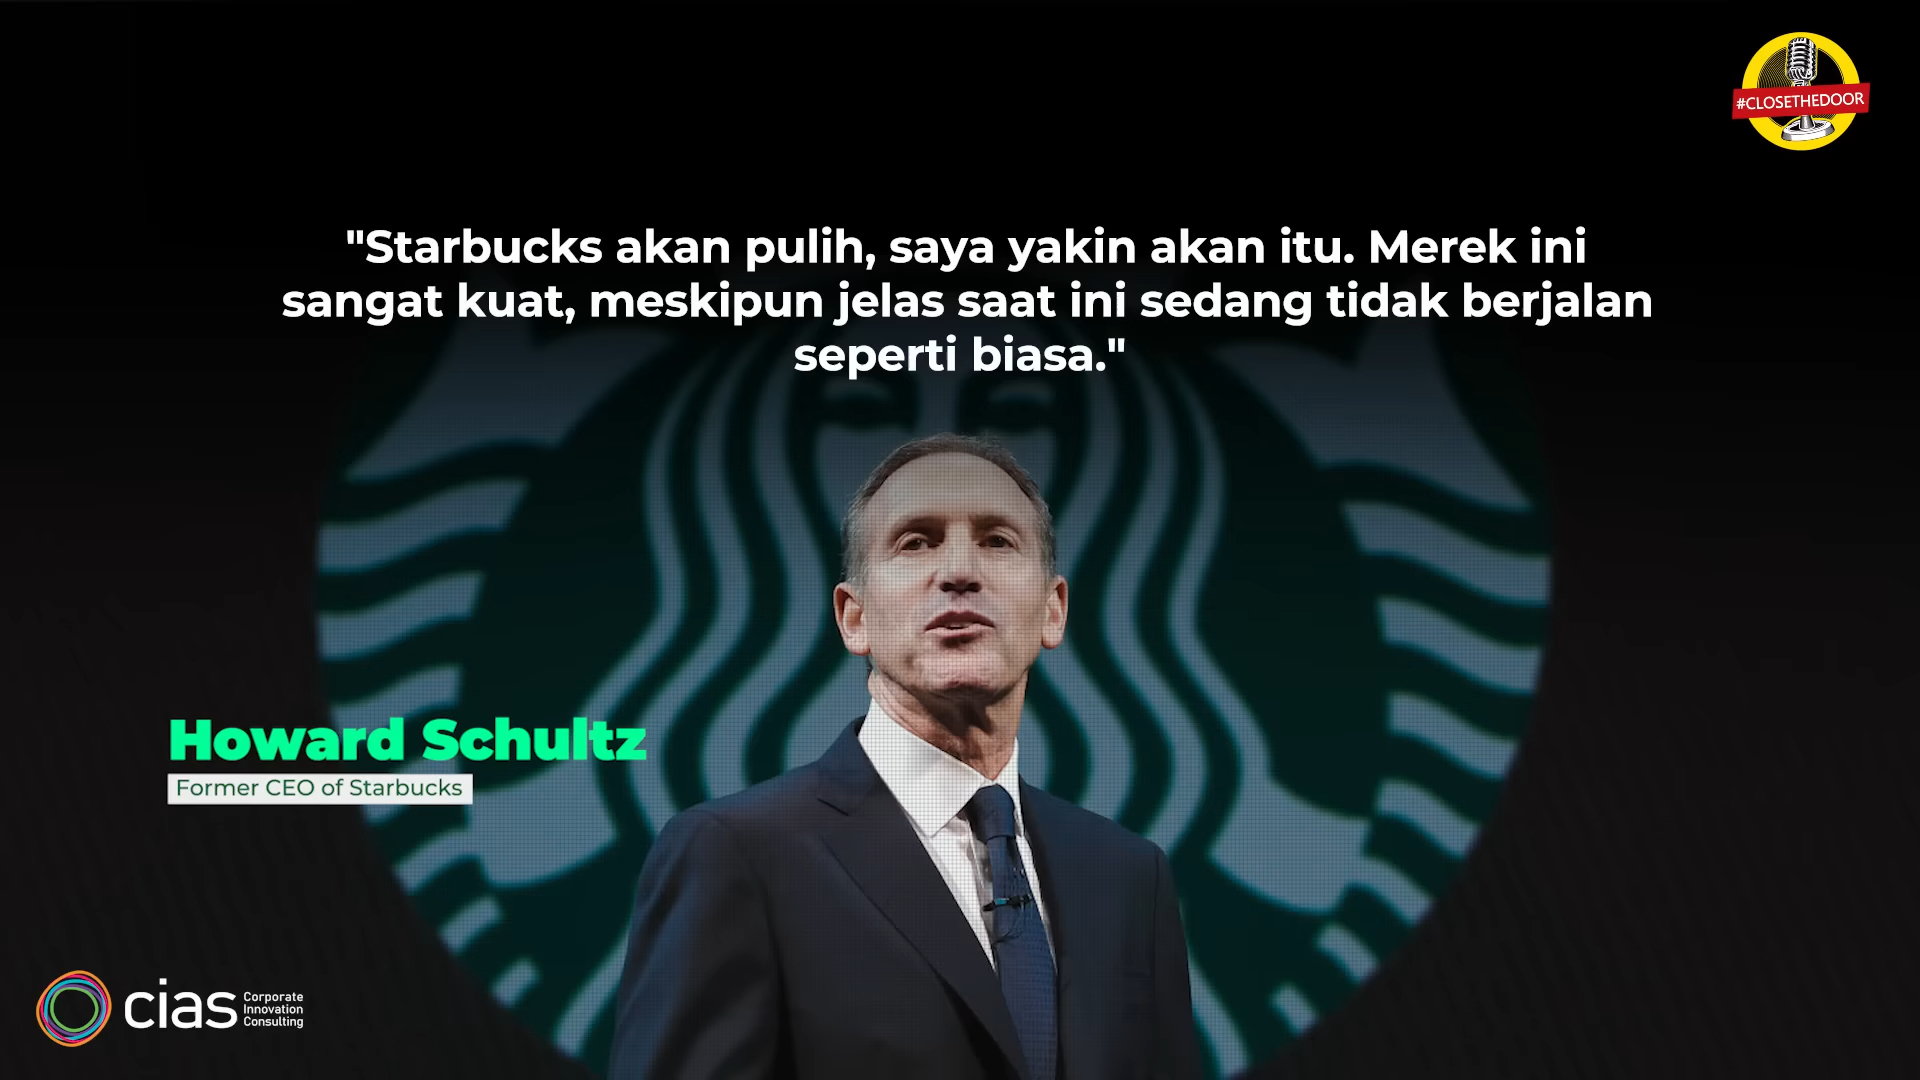 #CLOSETHEDOOR
"Starbucks akan pulih, saya yakin akan itu. Merek ini
sangat kuat, meskipun jelas saat ini sedang tidak berjalan
seperti biasa."
Howard Schultz
Former CEO of Starbucks
cias
Corporate
Innovation
Consulting